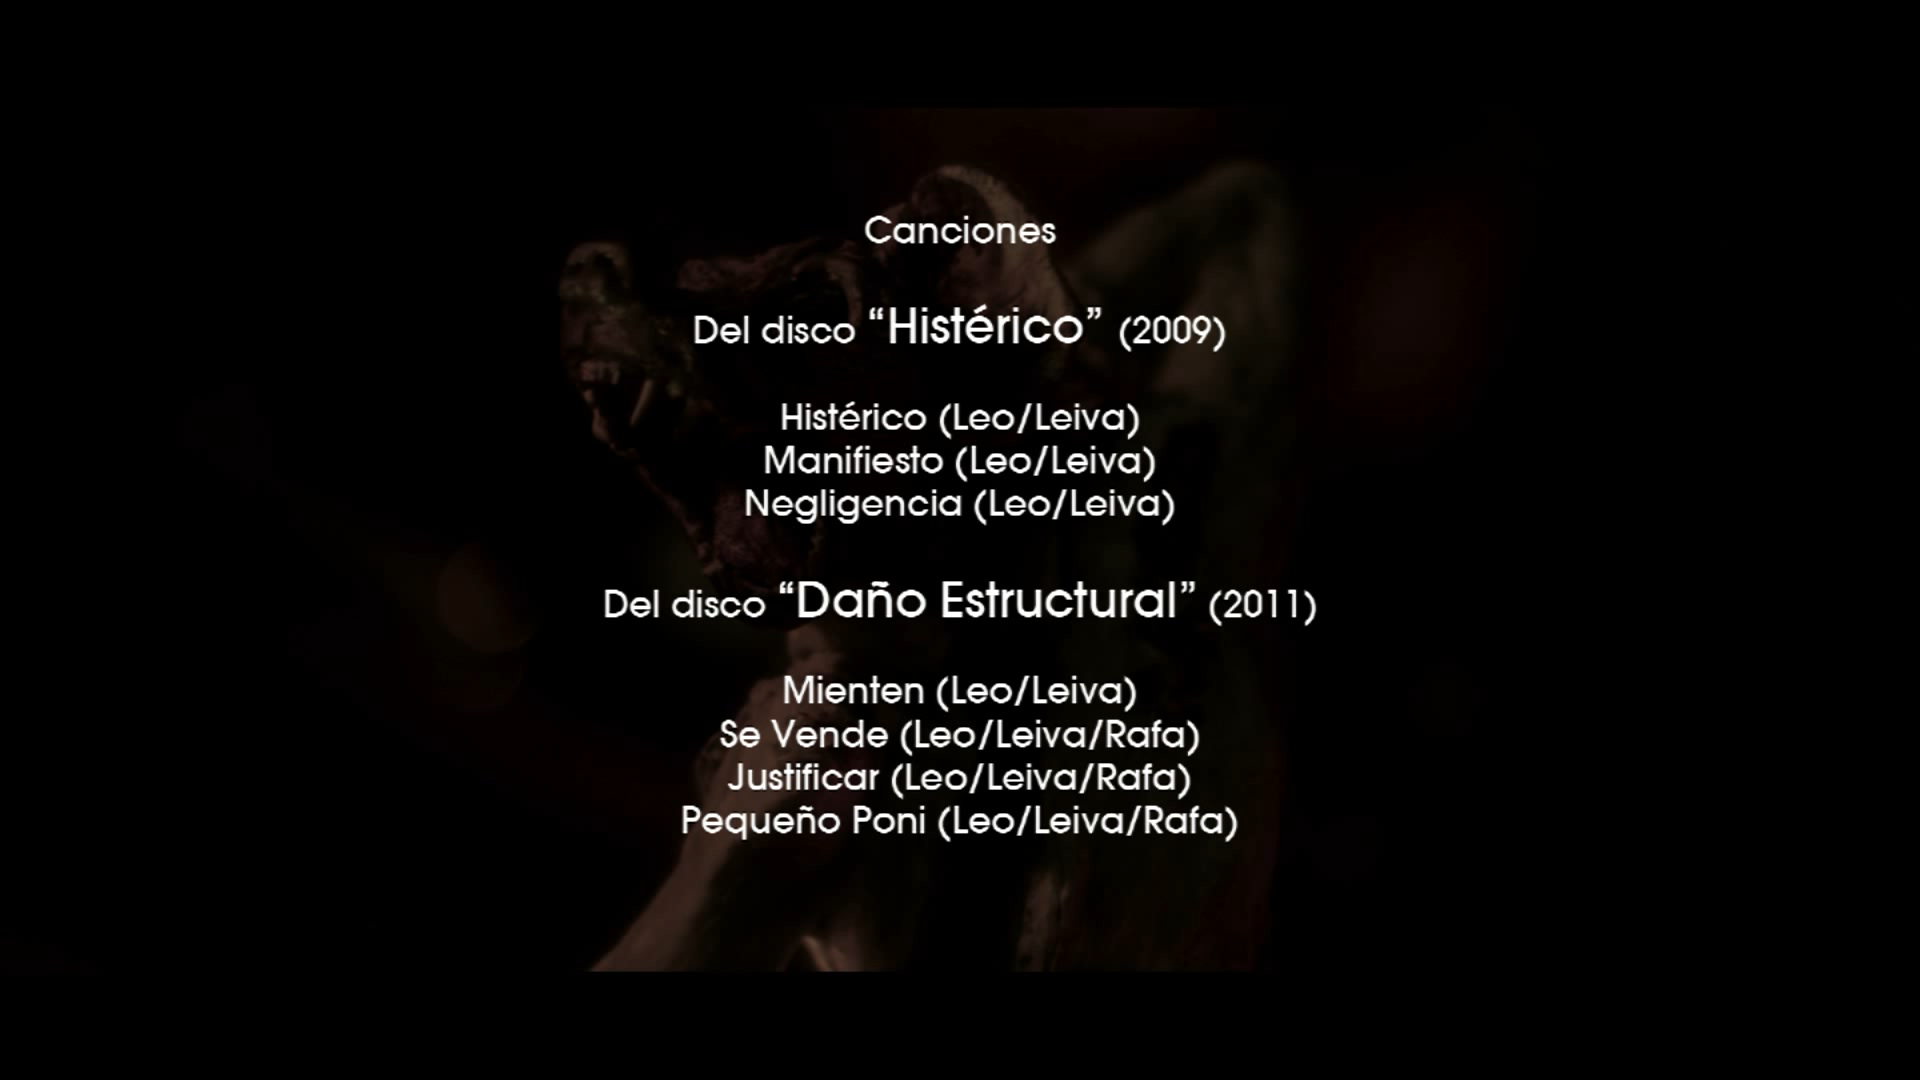 Canciones
Del disco “Histérico” (2009)
Histérico (Leo/Leiva)
Manifiesto (Leo/Leiva)
Negligencia (Leo/Leiva)
Del disco “Daño Estructural” (2011)
Mienten (Leo/Leiva)
Se Vende (Leo/Leiva/Rafa)
Justificar (Leo/Leiva/Rafa)
Pequeño Poni (Leo/Leiva/Rafa)